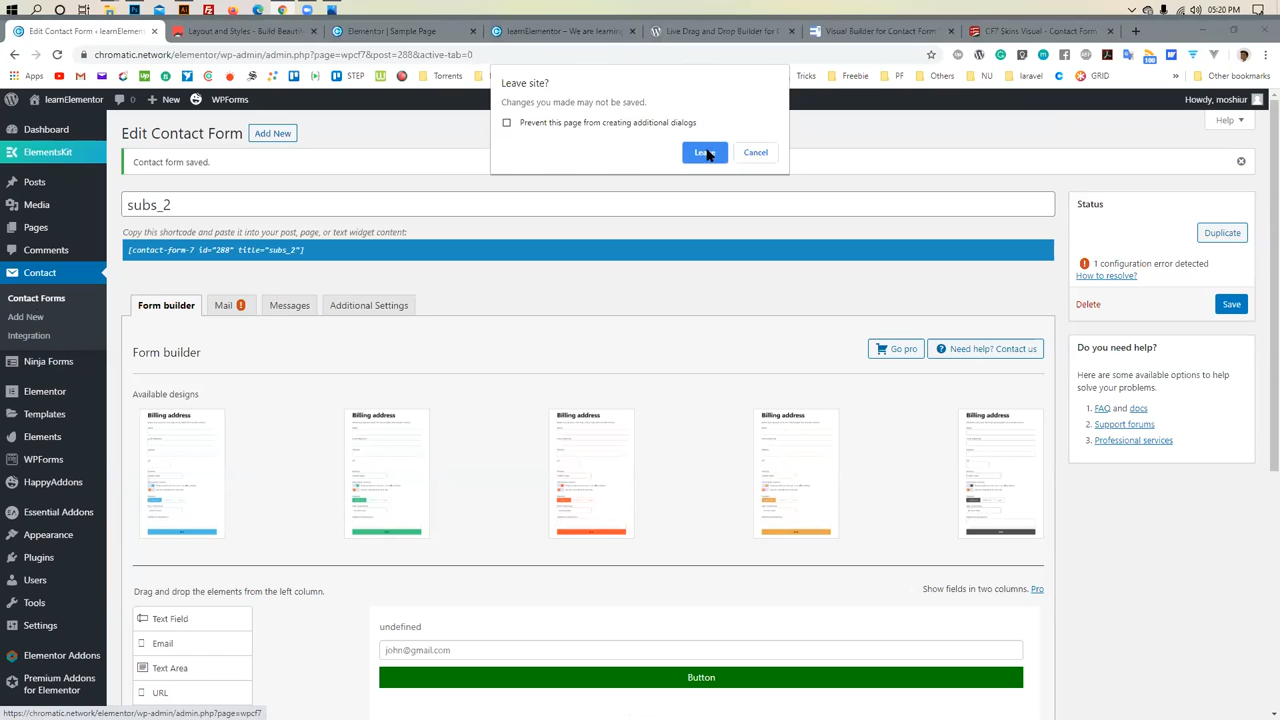 05:20 PM
Edit Contact Form ‹ learnElemen
Layout and Styles - Build Beautif
Elementor | Sample Page
learnElementor – We are learning
Live Drag and Drop Builder for C
Visual Builder for Contact Form
CF7 Skins Visual - Contact Form
chromatic.network/elementor/wp-admin/admin.php?page=wpcf7&post=288&active-tab=0
Apps
STEP
Torrents
Tricks
Freebie
PF
Others
NU
laravel
GRID
»
Other bookmarks
Leave site?
Changes you made may not be saved.
Prevent this page from creating additional dialogs
Cancel
learnElementor
0
New
WPForms
Howdy, moshiur
Help
Dashboard
ElementsKit
Posts
Media
Pages
Comments
Contact
Contact Forms
Add New
Integration
Ninja Forms
Elementor
Templates
Elements
WPForms
HappyAddons
Essential Addons
Appearance
Plugins
Users
Tools
Settings
Elementor Addons
Premium Addons
for Elementor
Edit Contact Form
Add New
Contact form saved.
subs_2
Copy this shortcode and paste it into your post, page, or text widget content:
[contact-form-7 id="288" title="subs_2"]
Form builder
Mail
Messages
Additional Settings
Form builder
Go pro
Need help? Contact us
Available designs
Billing address
Billing address
Billing address
Billing address
Billing address
Drag and drop the elements from the left column.
Show fields in two columns. Pro
Text Field
Email
Text Area
URL
undefined
john@gmail.com
Button
Status
Duplicate
1 configuration error detected
How to resolve?
Delete
Save
Do you need help?
Here are some available options to help
solve your problems.
1. FAQ and docs
2. Support forums
3. Professional services
https://chromatic.network/elementor/wp-admin/admin.php?page=wpcf7